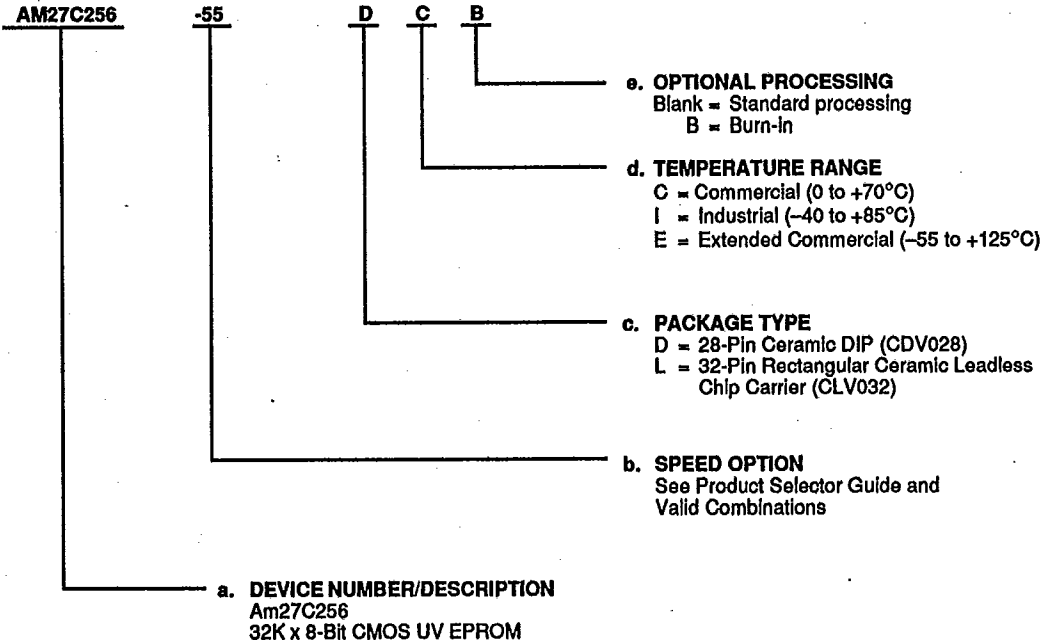 AM27C256 -55 D C B
e. OPTIONAL PROCESSING
Blank = Standard processing
B = Burn-in
d. TEMPERATURE RANGE
C = Commercial (0 to +70°C)
I = Industrial (–40 to +85°C)
E = Extended Commercial (–55 to +125°C)
c. PACKAGE TYPE
D = 28-Pin Ceramic DIP (CDV028)
L = 32-Pin Rectangular Ceramic Leadless
Chip Carrier (CLV032)
b. SPEED OPTION
See Product Selector Guide and
Valid Combinations
a. DEVICE NUMBER/DESCRIPTION
Am27C256
32K x 8-Bit CMOS UV EPROM